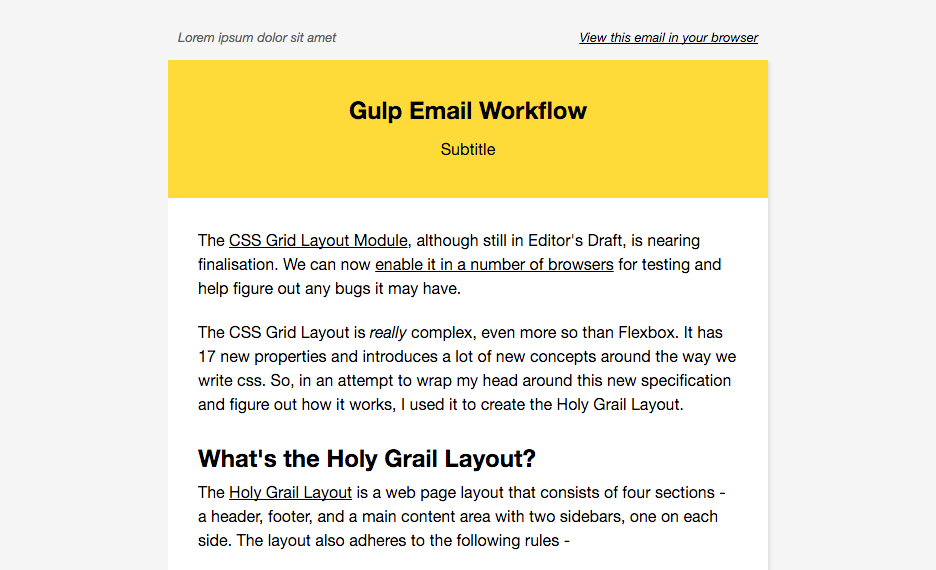 Lorem ipsum dolor sit amet
View this email in your browser
Gulp Email Workflow
Subtitle
The CSS Grid Layout Module, although still in Editor's Draft, is nearing
finalisation. We can now enable it in a number of browsers for testing and
help figure out any bugs it may have.
The CSS Grid Layout is really complex, even more so than Flexbox. It has
17 new properties and introduces a lot of new concepts around the way we
write css. So, in an attempt to wrap my head around this new specification
and figure out how it works, I used it to create the Holy Grail Layout.
What's the Holy Grail Layout?
The Holy Grail Layout is a web page layout that consists of four sections -
a header, footer, and a main content area with two sidebars, one on each
side. The layout also adheres to the following rules -